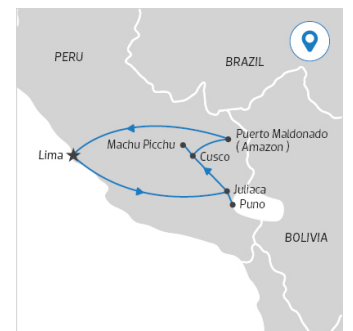 PERU
BRAZIL
Puerto Maldonado
( Amazon )
Machu Picchu
Lima
Cusco
Juliaca
Puno
BOLIVIA